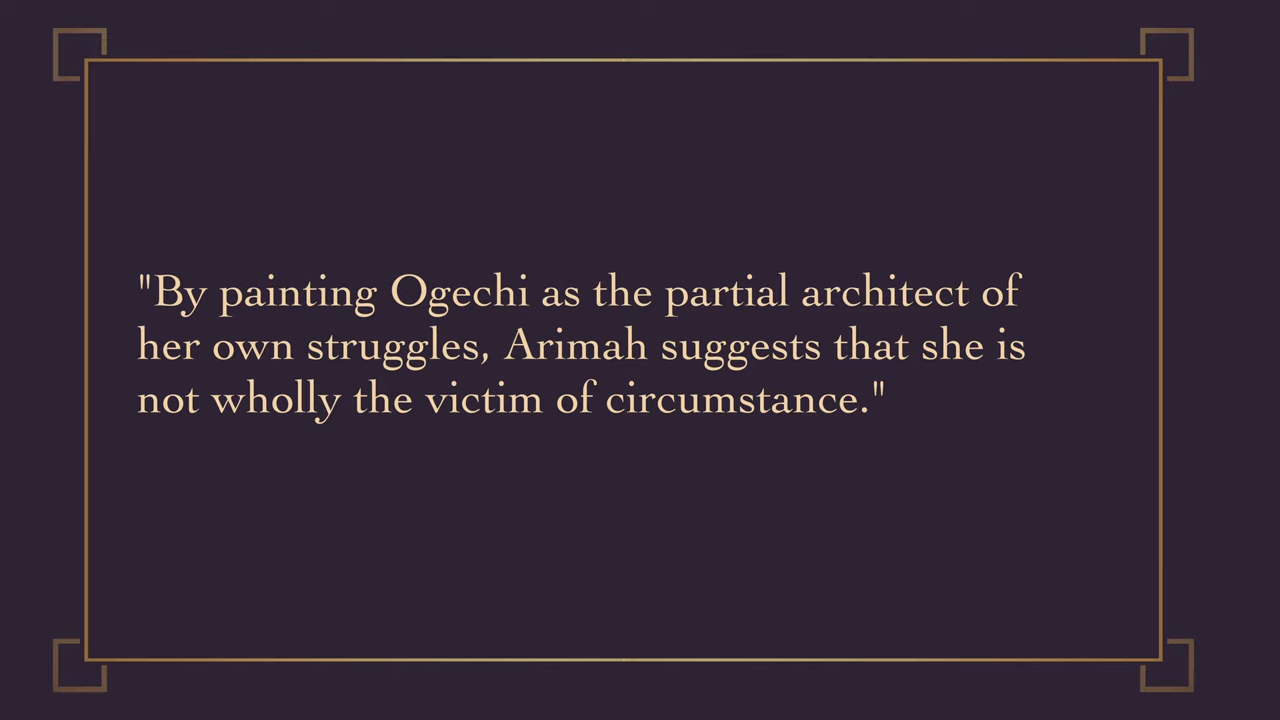 "By painting Ogechi as the partial architect of
her own struggles, Arimah suggests that she is
not wholly the victim of circumstance."